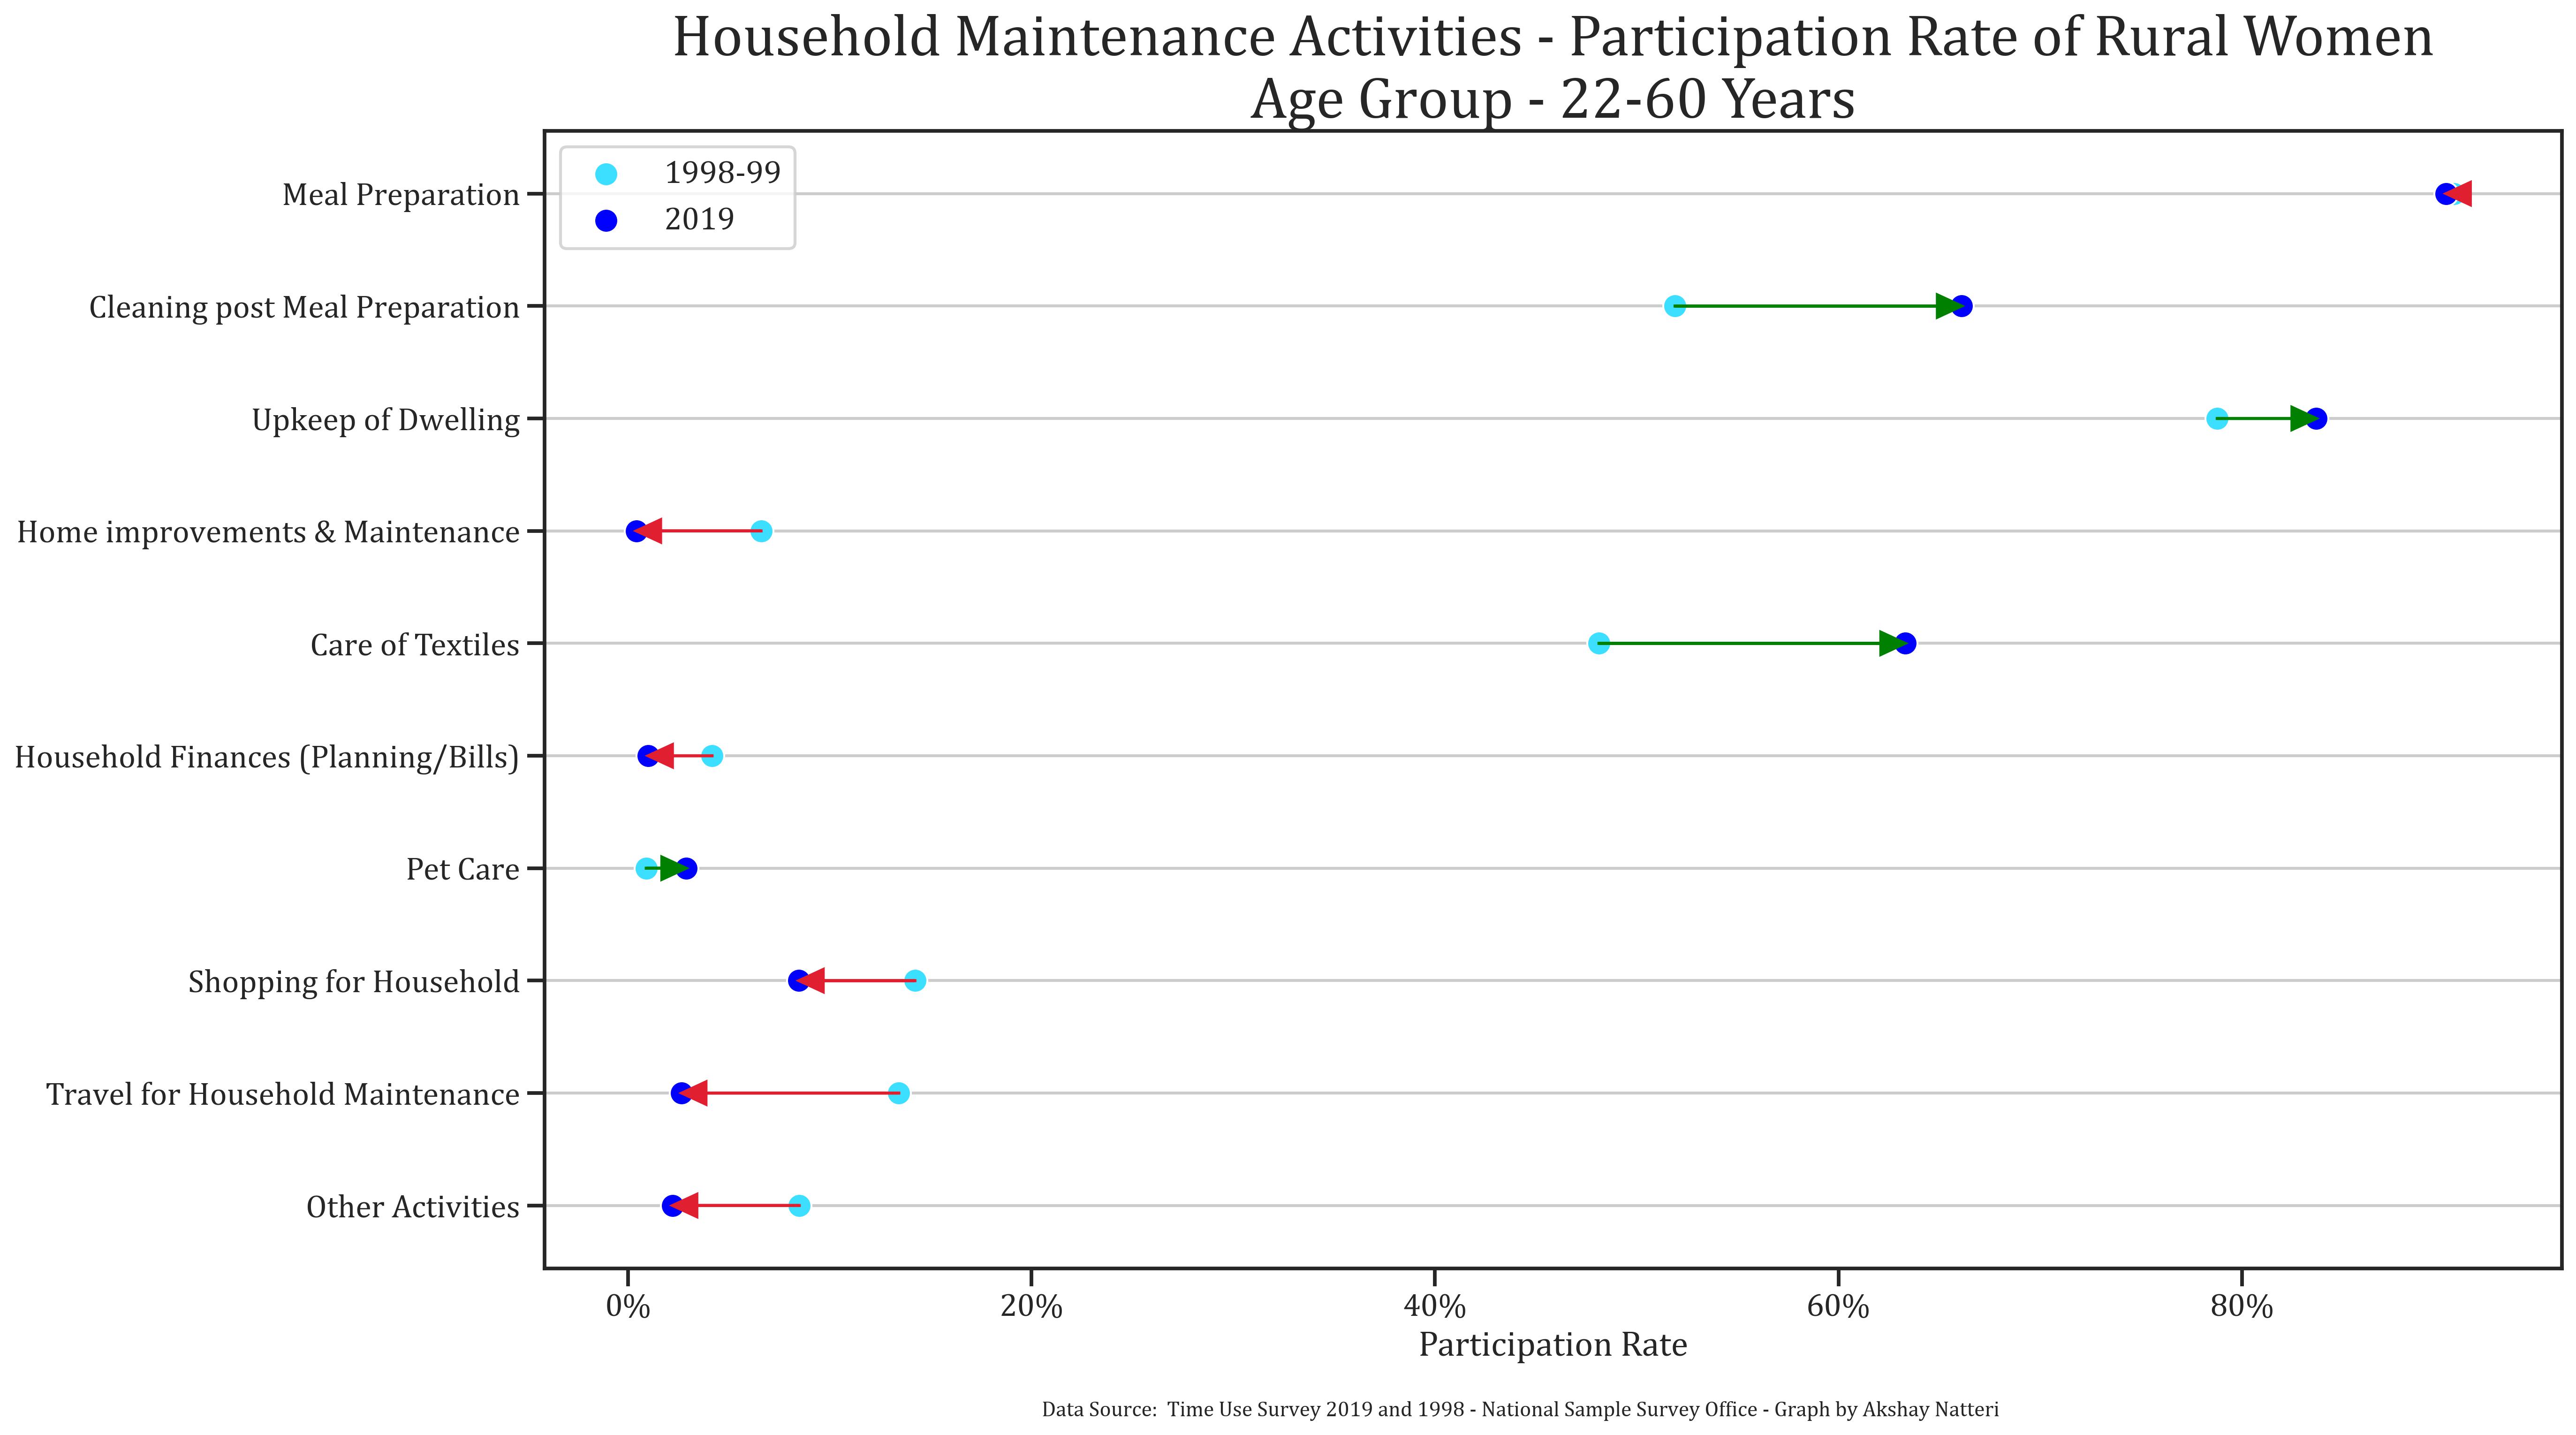 Household Maintenance Activities - Participation Rate of Rural Women
Age Group - 22-60 Years
1998-99
2019
Meal Preparation
Cleaning post Meal Preparation
Upkeep of Dwelling
Home improvements & Maintenance
Care of Textiles
Household Finances (Planning/Bills)
Pet Care
Shopping for Household
Travel for Household Maintenance
Other Activities
0% 20% 40% 60% 80%
Participation Rate
Data Source: Time Use Survey 2019 and 1998 - National Sample Survey Office - Graph by Akshay Natteri